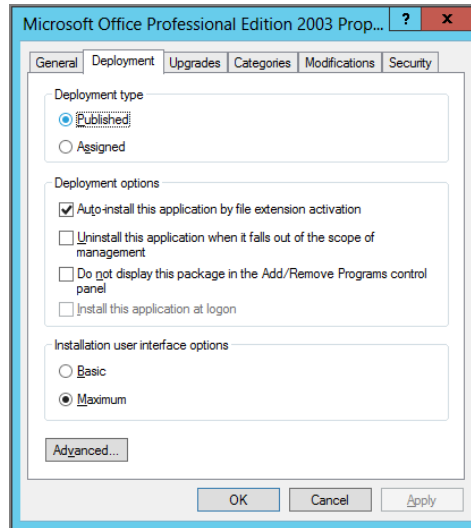 Microsoft Office Professional Edition 2003 Prop... ? x
General Deployment Upgrades Categories Modifications Security
Deployment type
Published
Assigned
Deployment options
Auto-install this application by file extension activation
Uninstall this application when it falls out of the scope of
management
Do not display this package in the Add/Remove Programs control
panel
Install this application at logon
Installation user interface options
Basic
Maximum
Advanced...
OK Cancel Apply